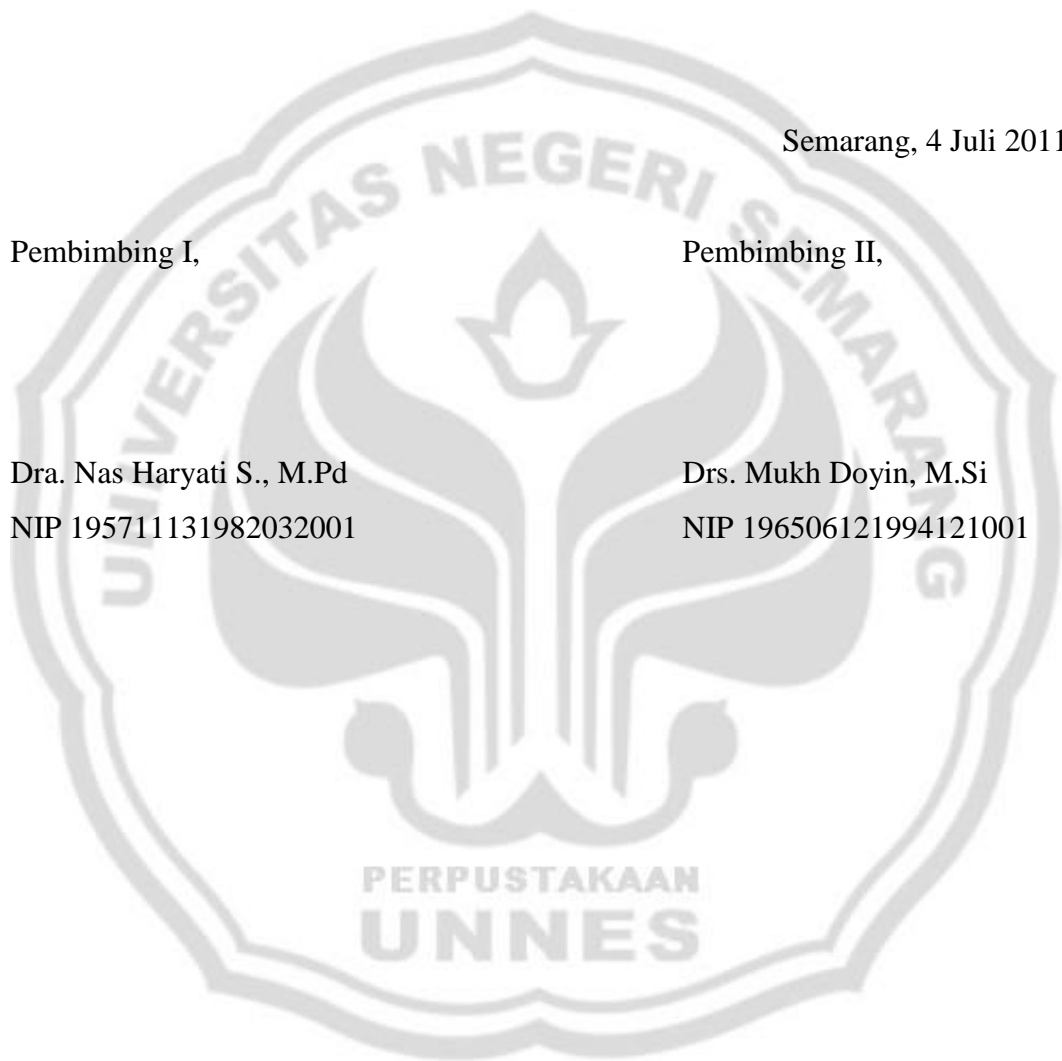 Semarang, 4 Juli 2011
Pembimbing I,
Pembimbing II,
Dra. Nas Haryati S., M.Pd
Drs. Mukh Doyin, M.Si
NIP 195711131982032001
NIP 196506121994121001
UNIVERSITAS NEGERI SEMARANG
PERPUSTAKAAN
UNNES